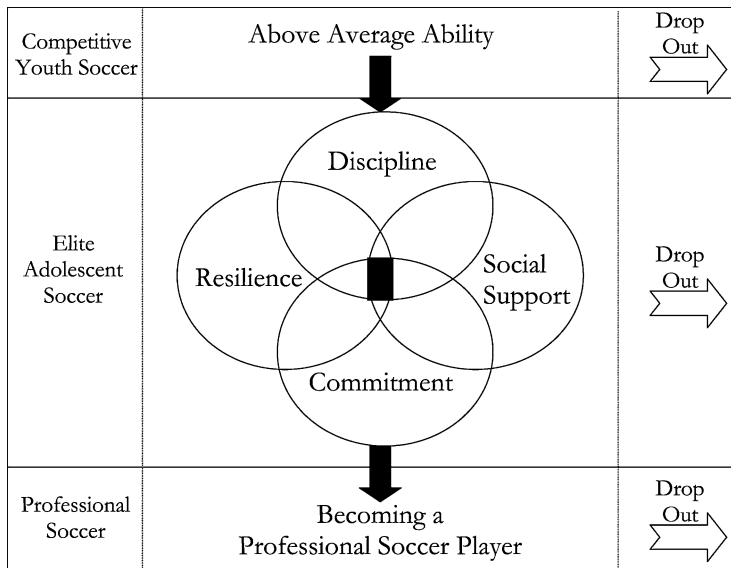 Competitive
Youth Soccer
Above Average Ability
Drop
Out
Elite
Adolescent
Soccer
Discipline
Resilience
Social
Support
Commitment
Drop
Out
Professional
Soccer
Becoming a
Professional Soccer Player
Drop
Out